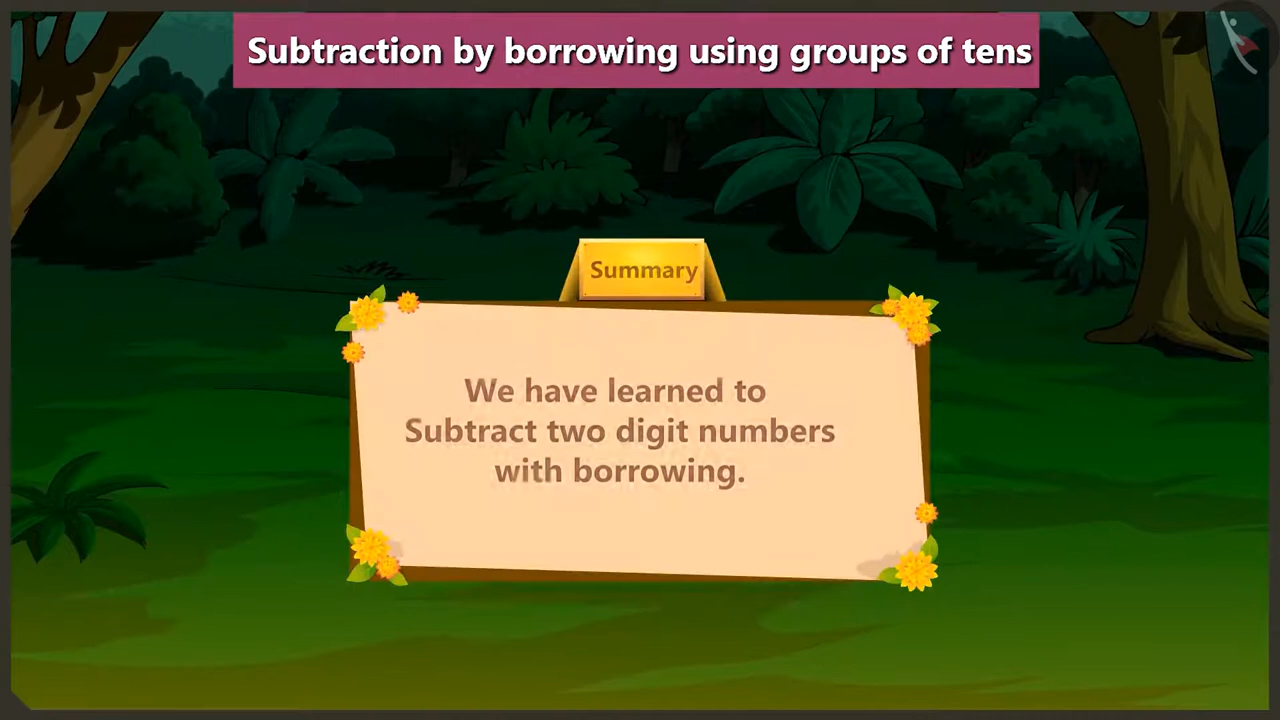 Subtraction by borrowing using groups of tens
Summary
We have learned to
Subtract two digit numbers
with borrowing.